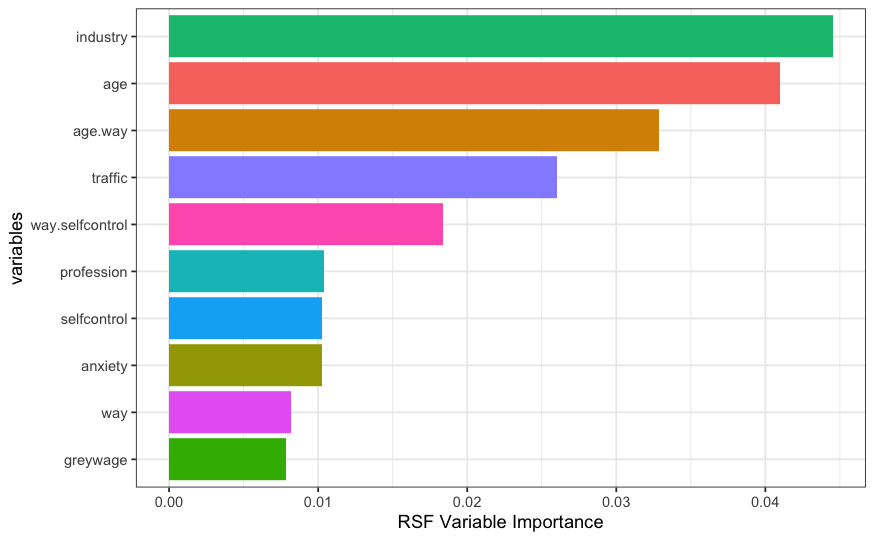 industry
age
age.way
traffic
way.selfcontrol
profession
selfcontrol
anxiety
way
greywage
variables
0.00 0.01 0.02 0.03 0.04
RSF Variable Importance